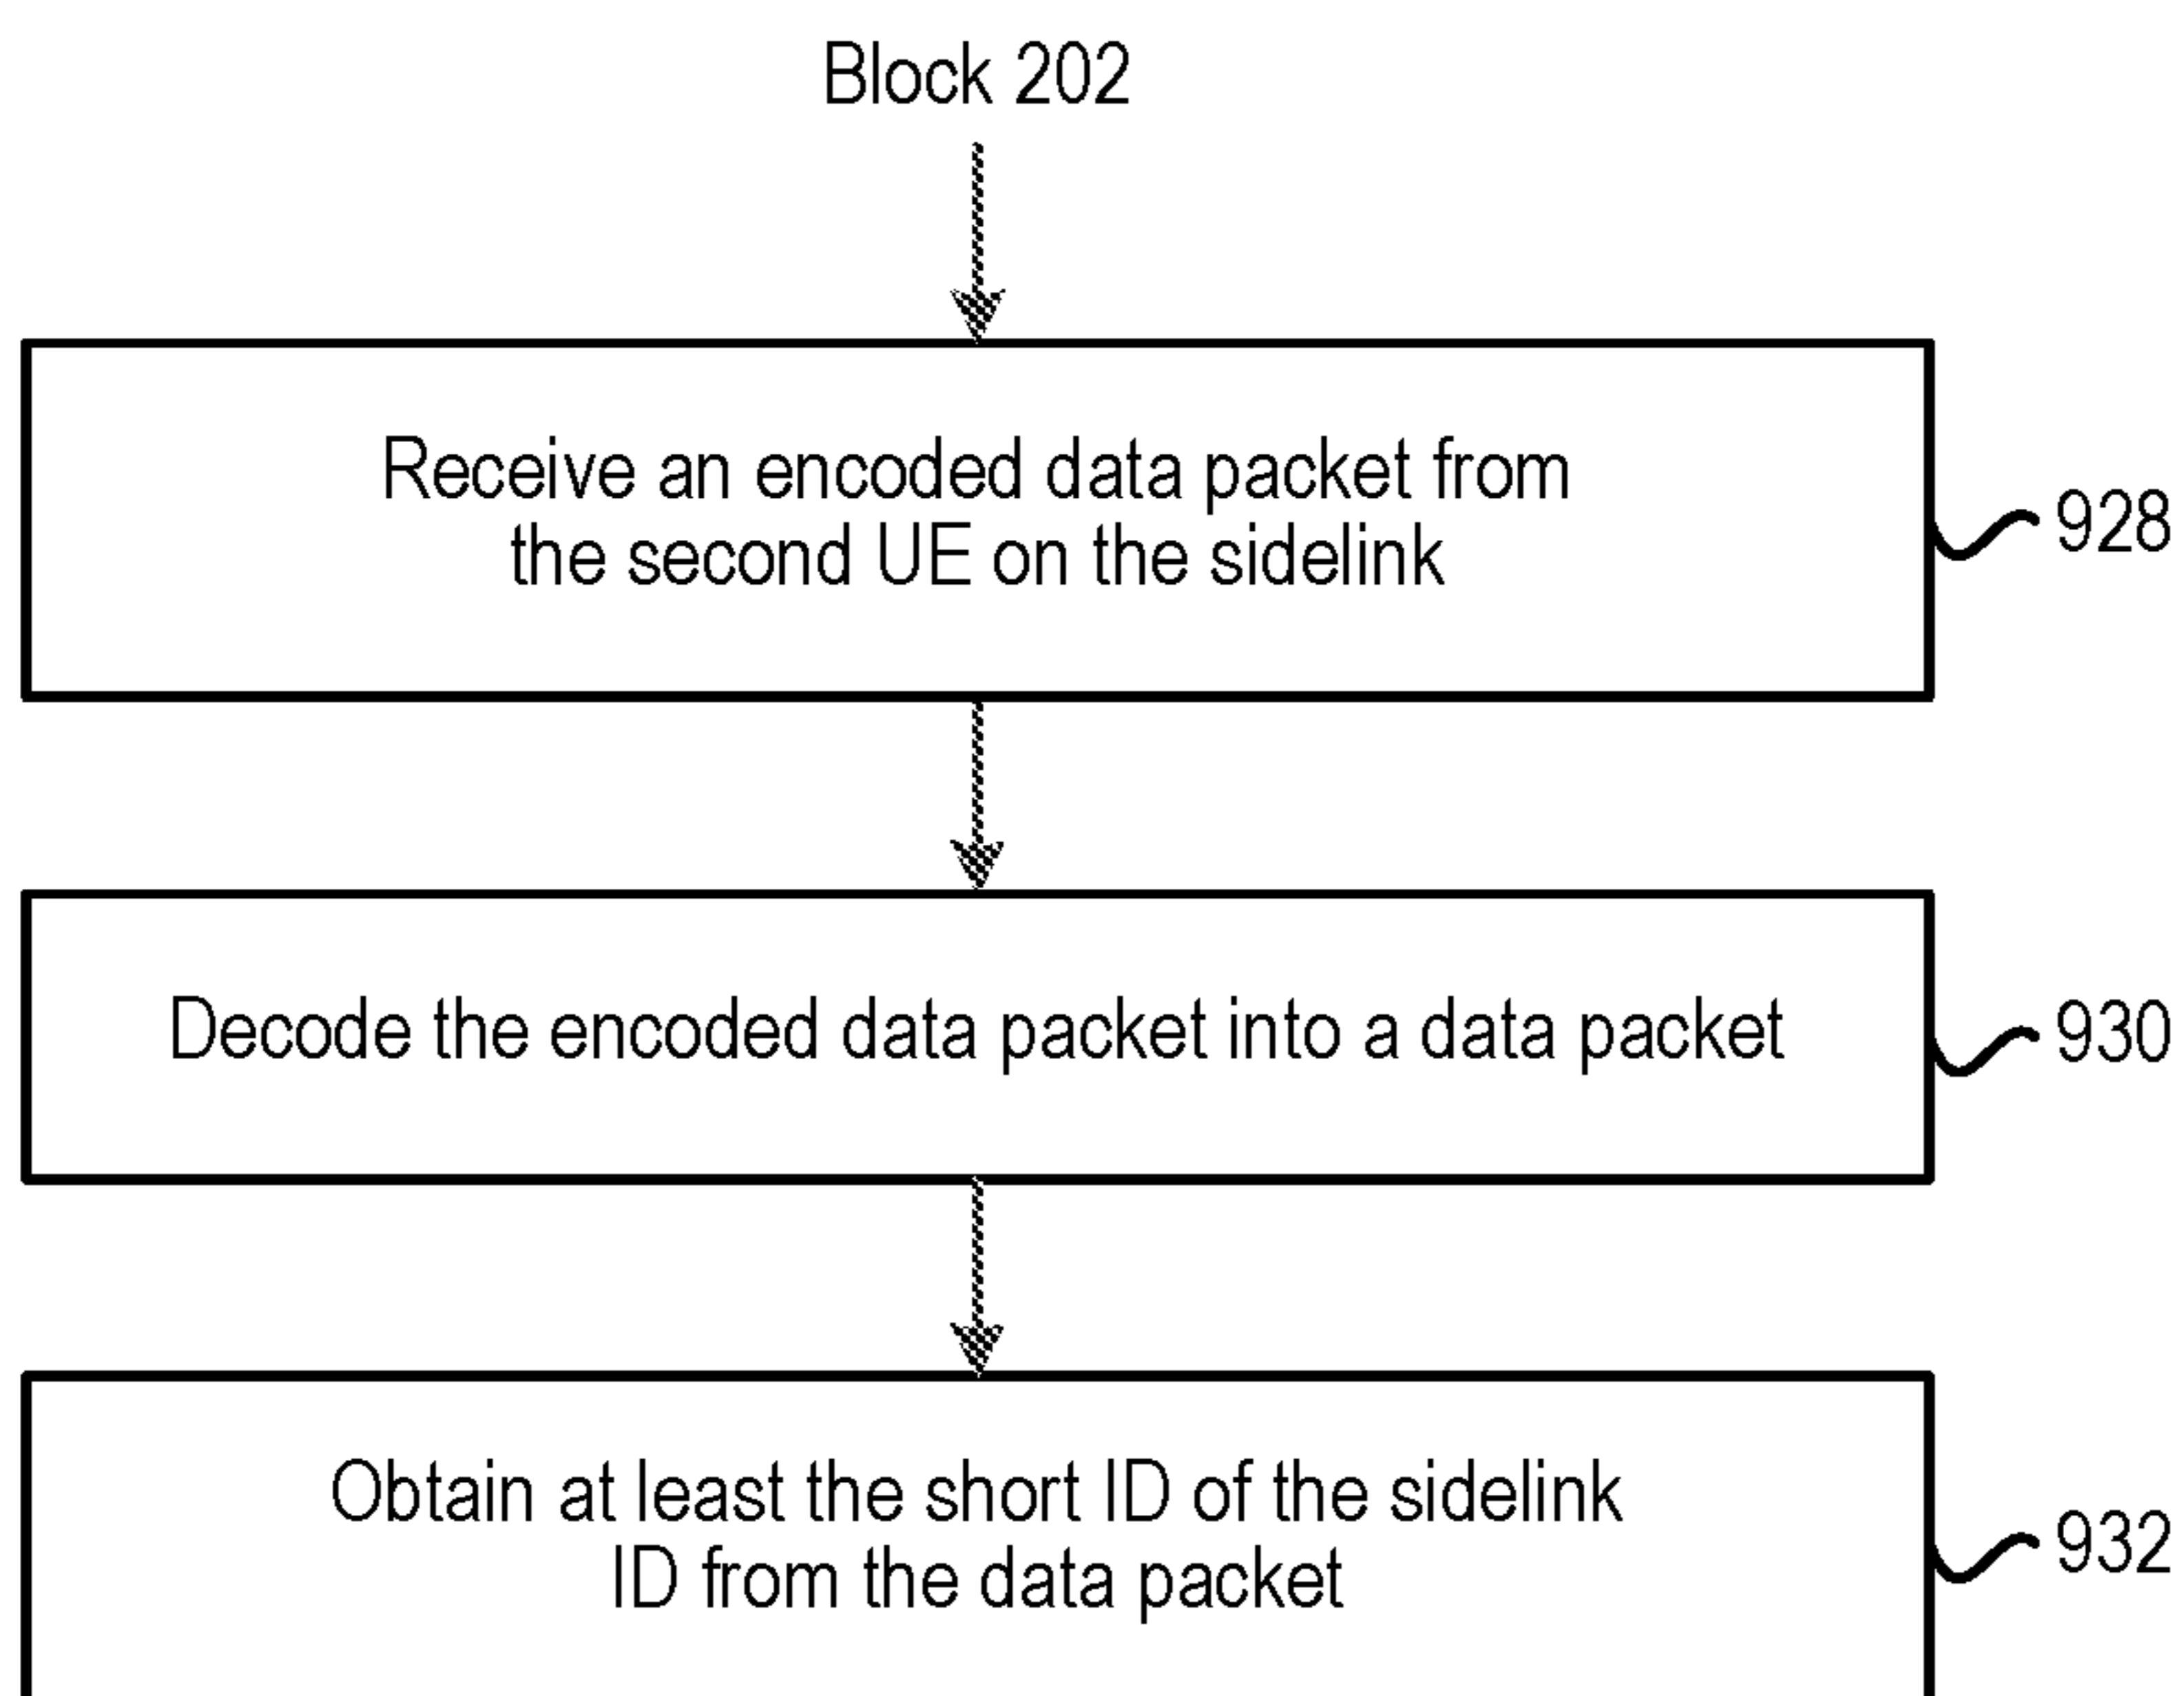 Block 202
Receive an encoded data packet from
the second UE on the sidelink
928
Decode the encoded data packet into a data packet
930
Obtain at least the short ID of the sidelink
ID from the data packet
932